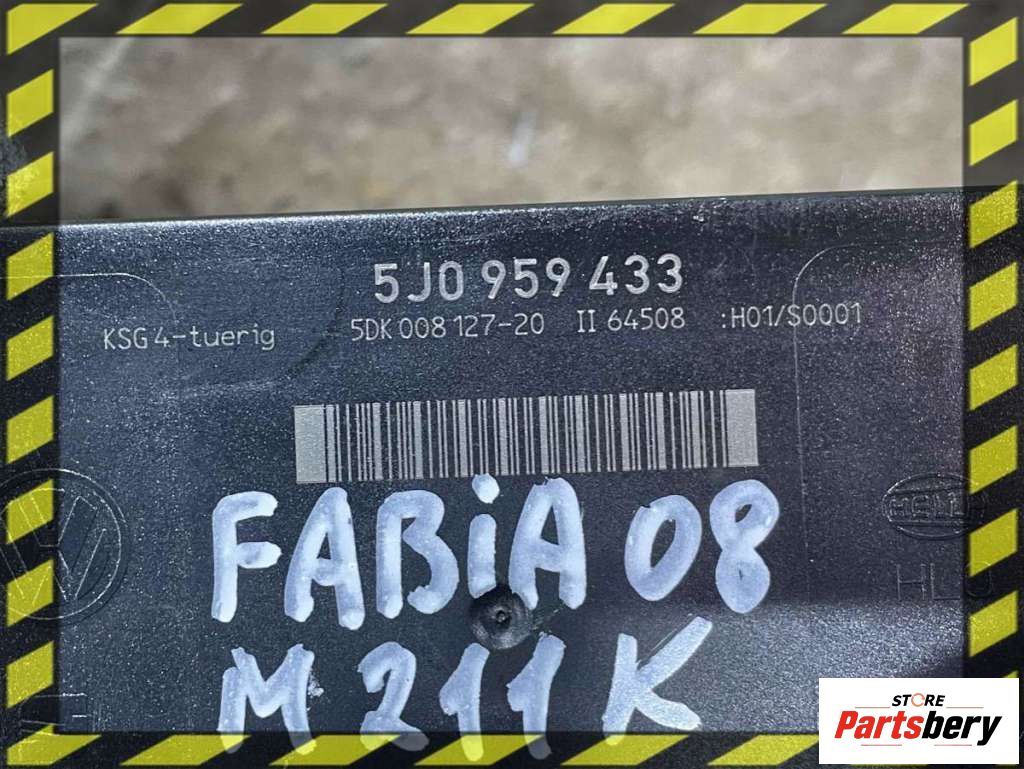 5J0 959 433
KSG 4-tuerig 5DK 008 127-20 II 64508 :H01/S0001
FABiA 08
M 211 K
STORE
Partsbery